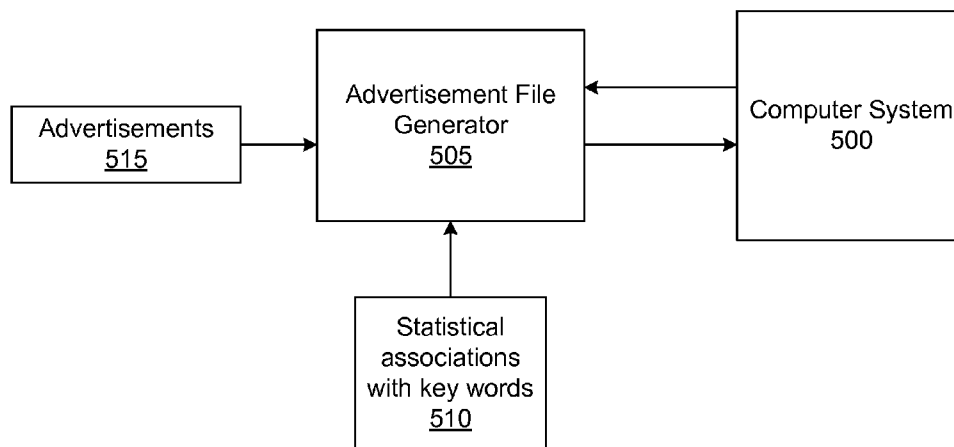 Advertisements
515
Advertisement File
Generator
505
Computer System
500
Statistical
associations
with key words
510